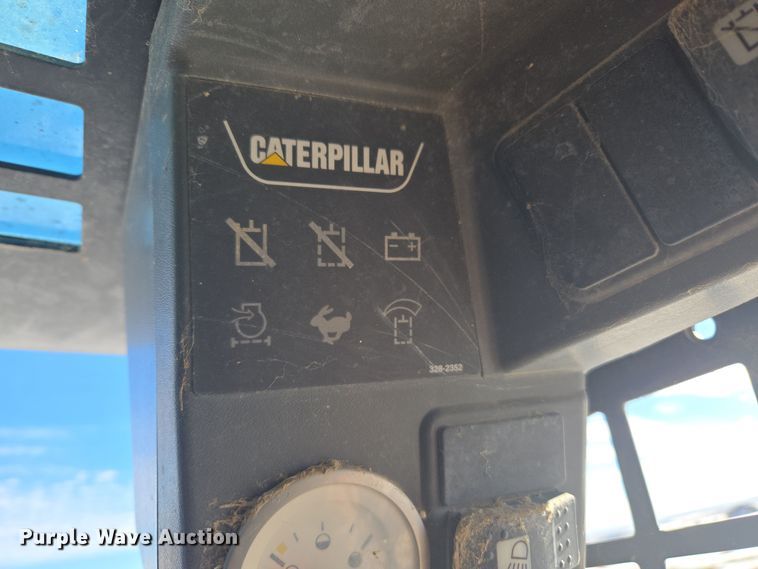 CATERPILLAR
328-2352
Purple Wave Auction